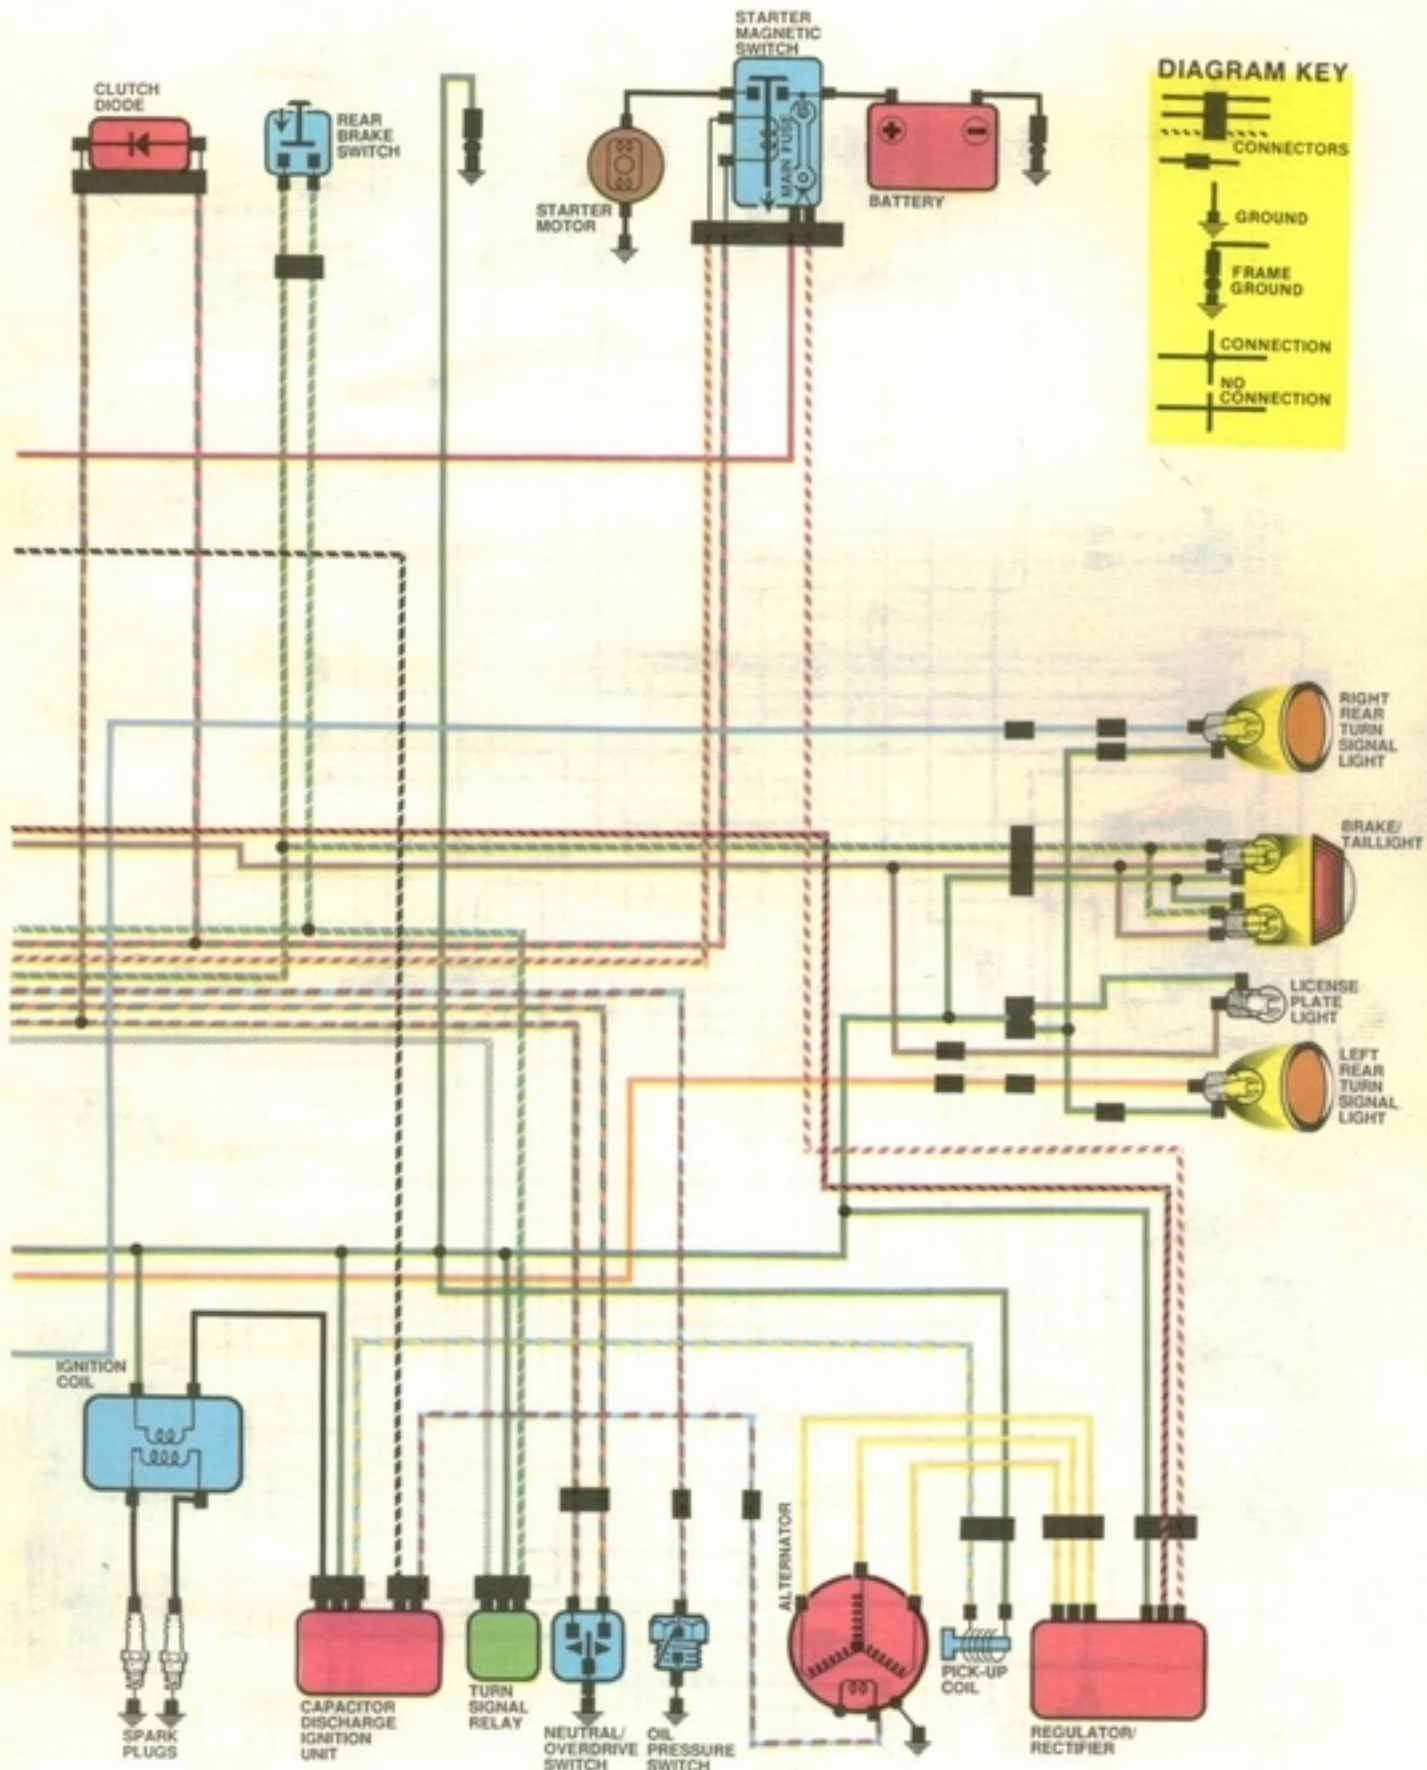 STARTER
MAGNETIC
SWITCH
DIAGRAM KEY
CLUTCH
DIODE
REAR
BRAKE
SWITCH
MAIN FUSE
STARTER
MOTOR
BATTERY
CONNECTORS
GROUND
FRAME
GROUND
CONNECTION
NO
CONNECTION
RIGHT
REAR
TURN
SIGNAL
LIGHT
BRAKE/
TAILLIGHT
LICENSE
PLATE
LIGHT
LEFT
REAR
TURN
SIGNAL
LIGHT
IGNITION
COIL
ALTERNATOR
SPARK
PLUGS
CAPACITOR
DISCHARGE
IGNITION
UNIT
TURN
SIGNAL
RELAY
NEUTRAL/
OVERDRIVE
SWITCH
OIL
PRESSURE
SWITCH
PICK-UP
COIL
REGULATOR/
RECTIFIER